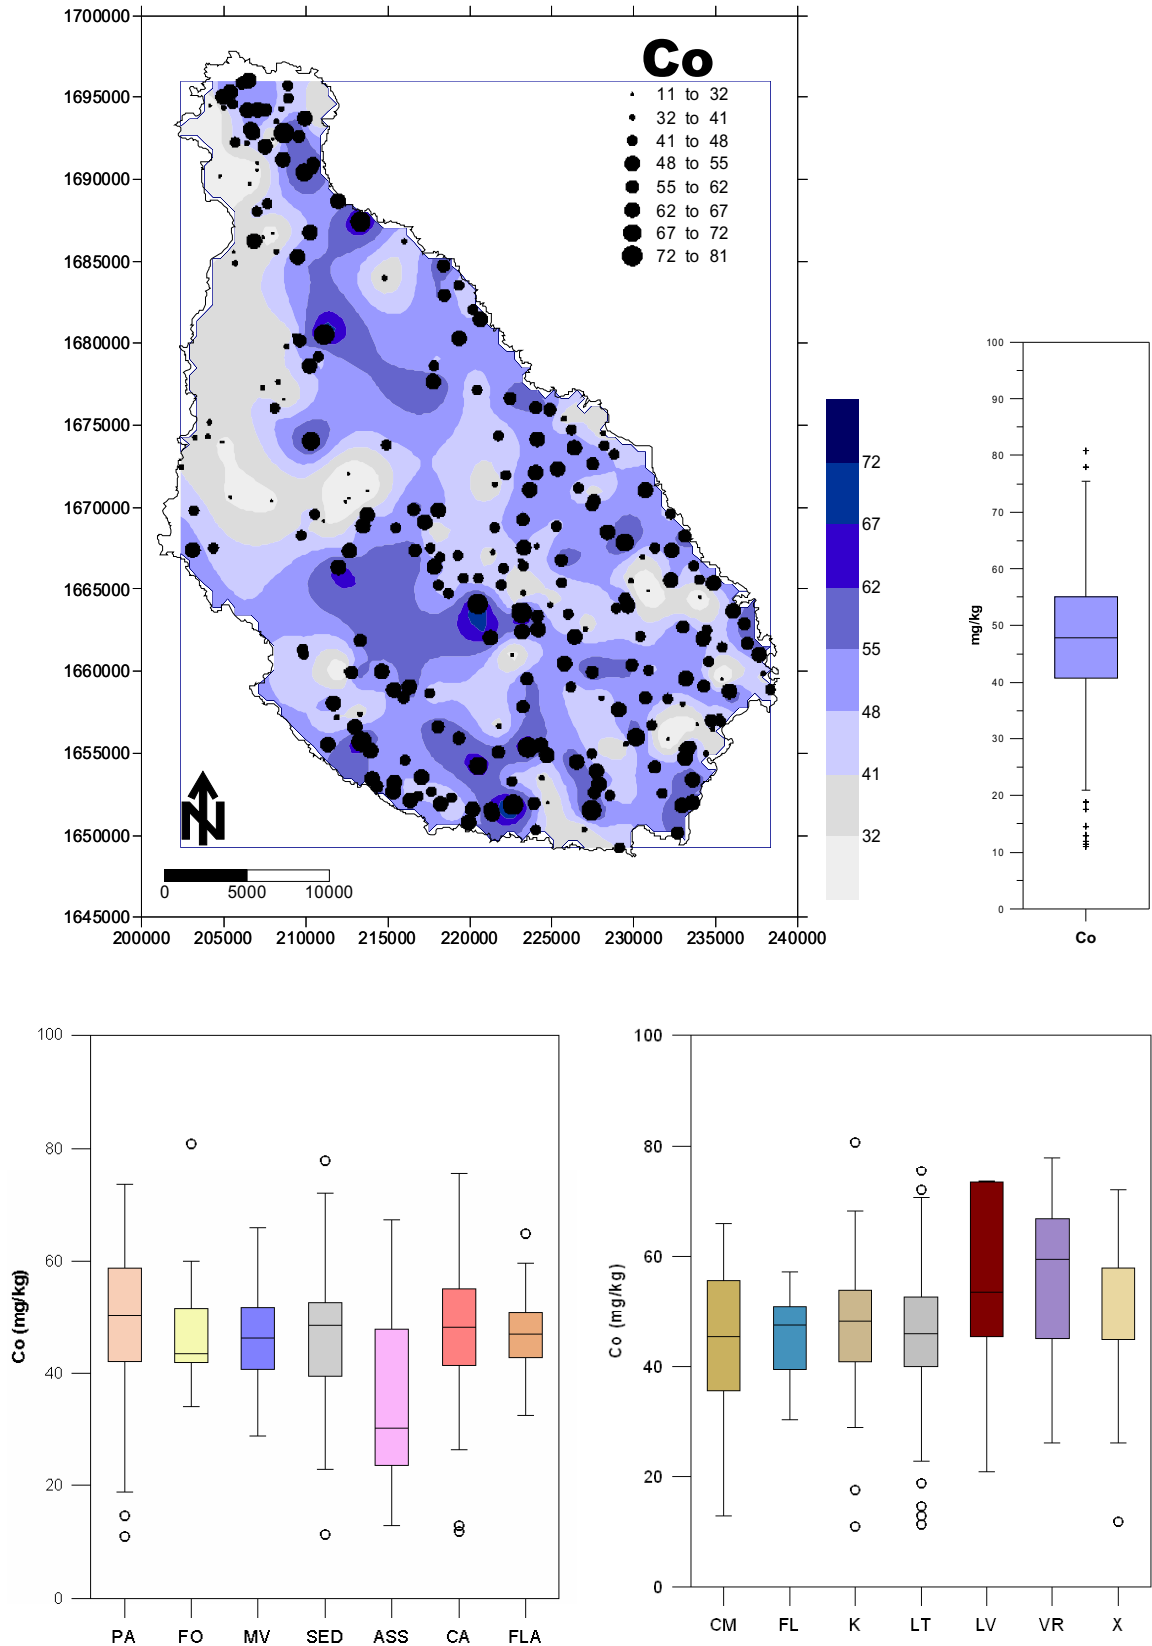 1700000
1695000
1690000
1685000
1680000
1675000
1670000
1665000
1660000
1655000
1650000
1645000
200000 205000 210000 215000 220000 225000 230000 235000 240000
Co
11 to 32
32 to 41
41 to 48
48 to 55
55 to 62
62 to 67
67 to 72
72 to 81
N
0 5000 10000
72
67
62
55
48
41
32
mg/kg
100
90
80
70
60
50
40
30
20
10
0
Co
Co (mg/kg)
100
80
60
40
20
0
PA FO MV SED ASS CA FLA
Co (mg/kg)
100
80
60
40
20
0
CM FL K LT LV VR X